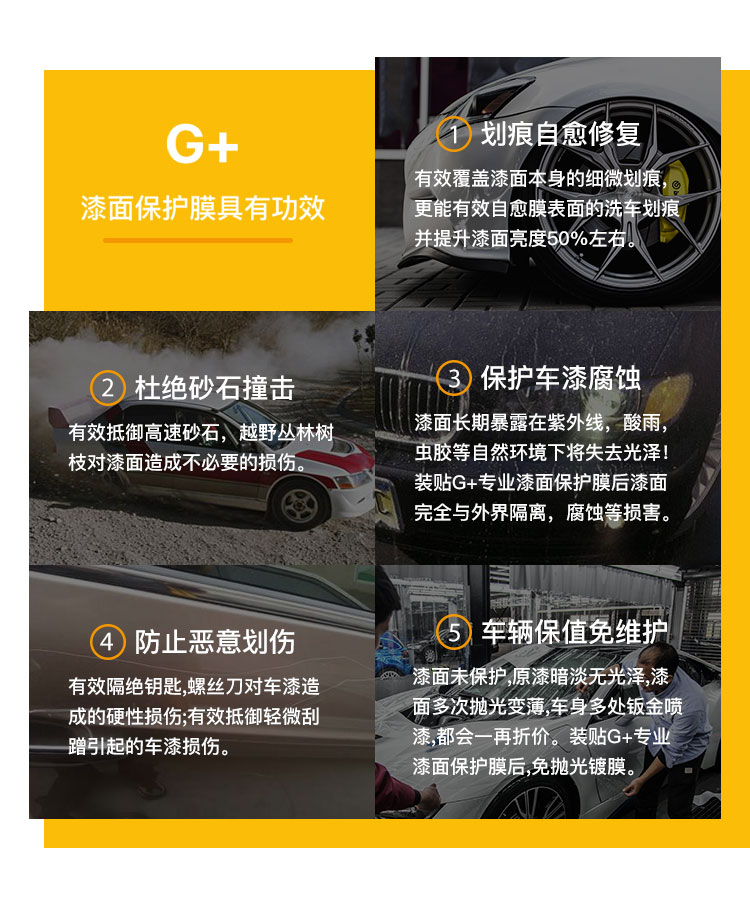 G+
漆面保护膜具有功效
1 划痕自愈修复
有效覆盖漆面本身的细微划痕，
更能有效自愈膜表面的洗车划痕
并提升漆面亮度50%左右。
2 杜绝砂石撞击
有效抵御高速砂石，越野丛林树
枝对漆面造成不必要的损伤。
3 保护车漆腐蚀
漆面长期暴露在紫外线，酸雨，
虫胶等自然环境下将失去光泽！
装贴G+专业漆面保护膜后漆面
完全与外界隔离，腐蚀等损害。
4 防止恶意划伤
有效隔绝钥匙,螺丝刀对车漆造
成的硬性损伤;有效抵御轻微刮
蹭引起的车漆损伤。
5 车辆保值免维护
漆面未保护,原漆暗淡无光泽,漆
面多次抛光变薄,车身多处钣金喷
漆,都会一再折价。装贴G+专业
漆面保护膜后,免抛光镀膜。